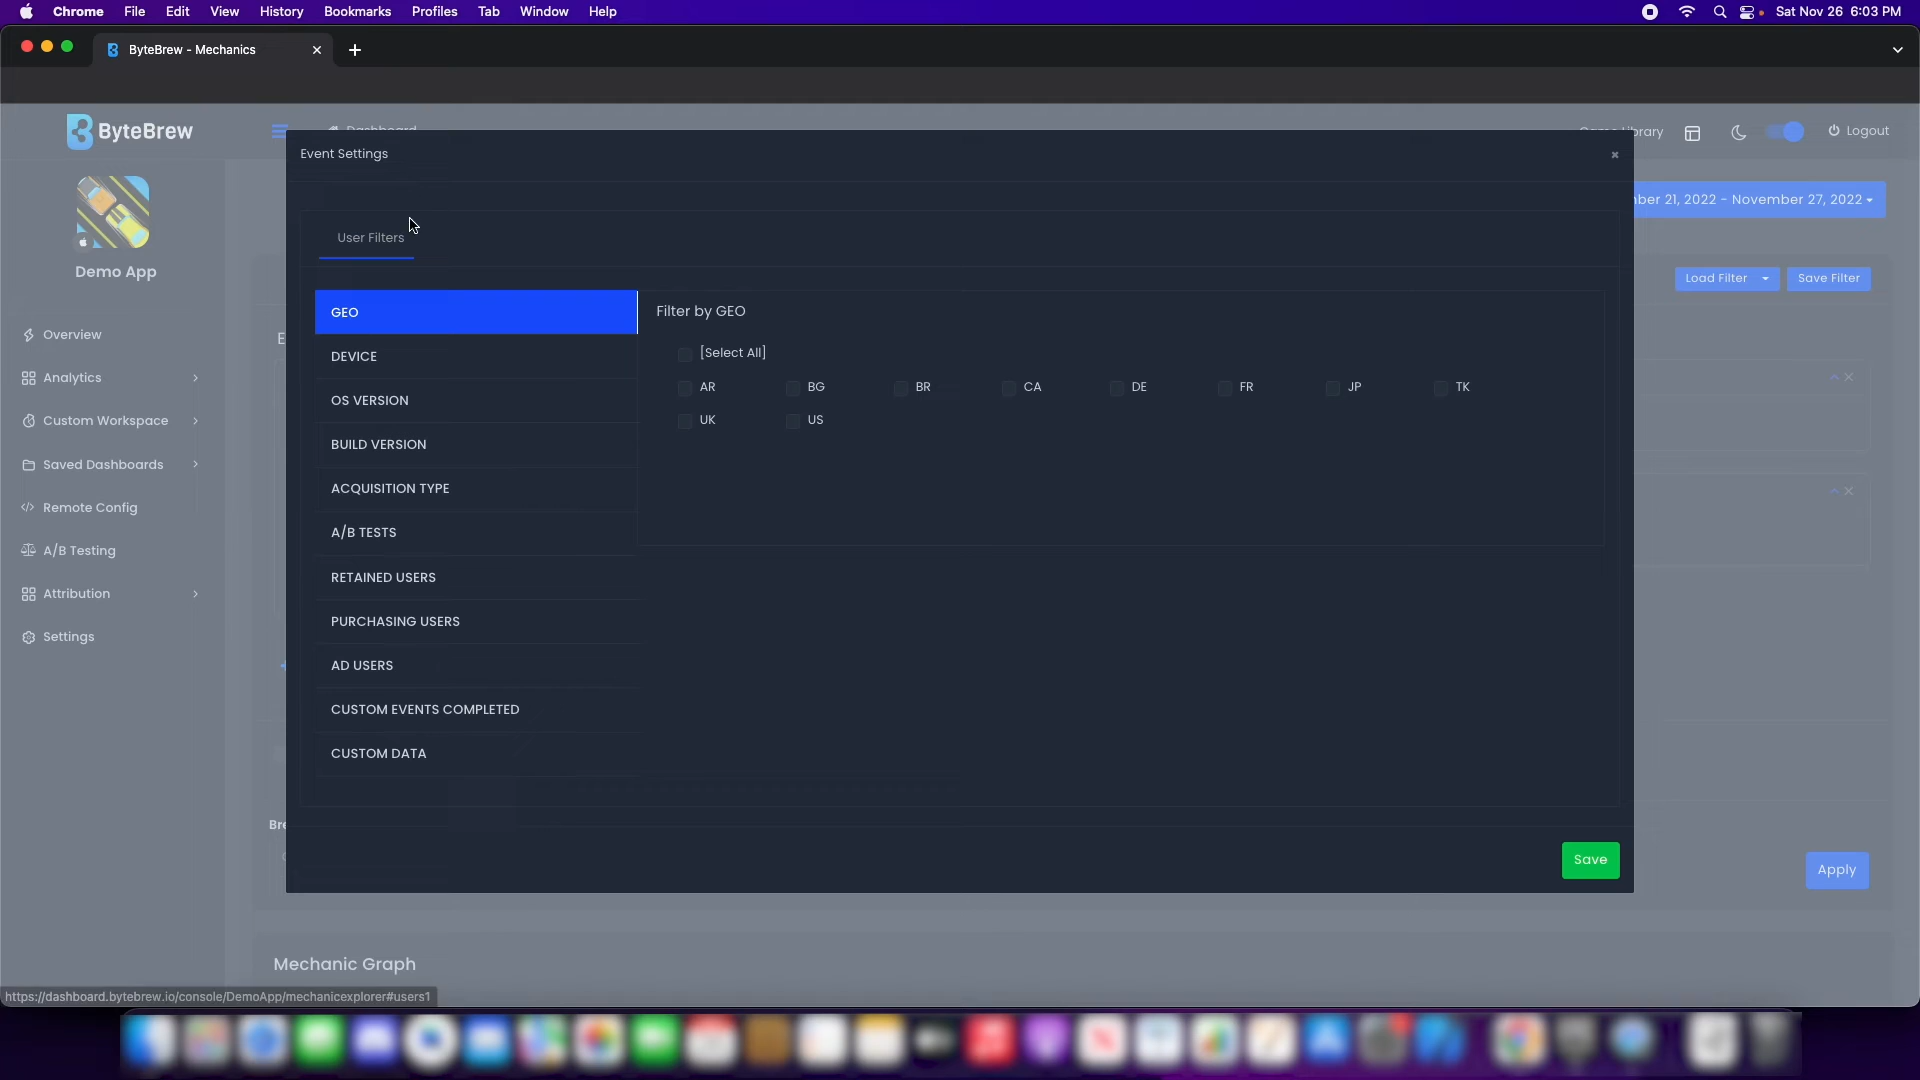 Chrome File Edit View History Bookmarks Profiles Tab Window Help Sat Nov 26 6:03 PM
ByteBrew - Mechanics
ByteBrew
Dashboard
Logout
Event Settings
User Filters
ber 21, 2022 - November 27, 2022
Demo App
Load Filter
Save Filter
Overview
Analytics
Custom Workspace
Saved Dashboards
Remote Config
A/B Testing
Attribution
Settings
GEO
DEVICE
OS VERSION
BUILD VERSION
ACQUISITION TYPE
A/B TESTS
RETAINED USERS
PURCHASING USERS
AD USERS
CUSTOM EVENTS COMPLETED
CUSTOM DATA
Filter by GEO
[Select All]
AR BG BR CA DE FR JP TK
UK US
Bre
Save
Apply
Mechanic Graph
https://dashboard.bytebrew.io/console/DemoApp/mechanicexplorer#users1